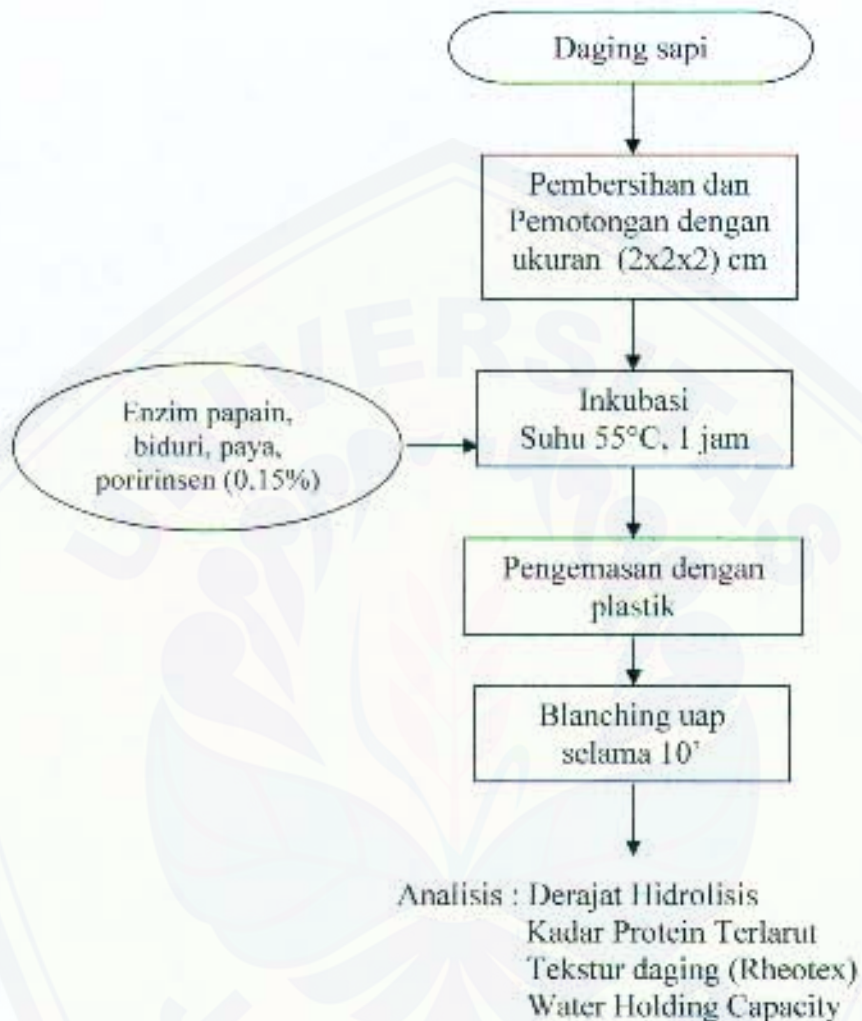 Daging sapi
Pembersihan dan
Pemotongan dengan
ukuran (2x2x2) cm
Enzim papain,
biduri, paya,
poririnsen (0,15%)
Inkubasi
Suhu 55°C, 1 jam
Pengemasan dengan
plastik
Blanching uap
selama 10'
Analisis : Derajat Hidrolisis
Kadar Protein Terlarut
Tekstur daging (Rheotex)
Water Holding Capacity
UNIVERSITAS